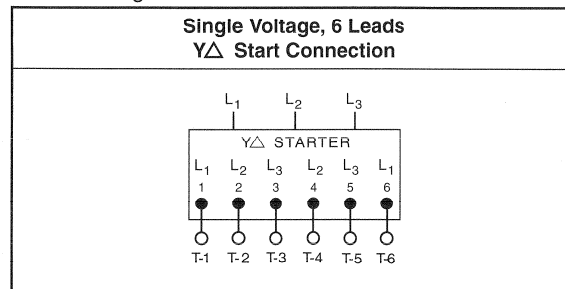 Single Voltage, 6 Leads
Y△ Start Connection
L₁ L₂ L₃
Y△ STARTER
L₁ L₂ L₃ L₂ L₃ L₁
1 2 3 4 5 6
T-1 T-2 T-3 T-4 T-5 T-6